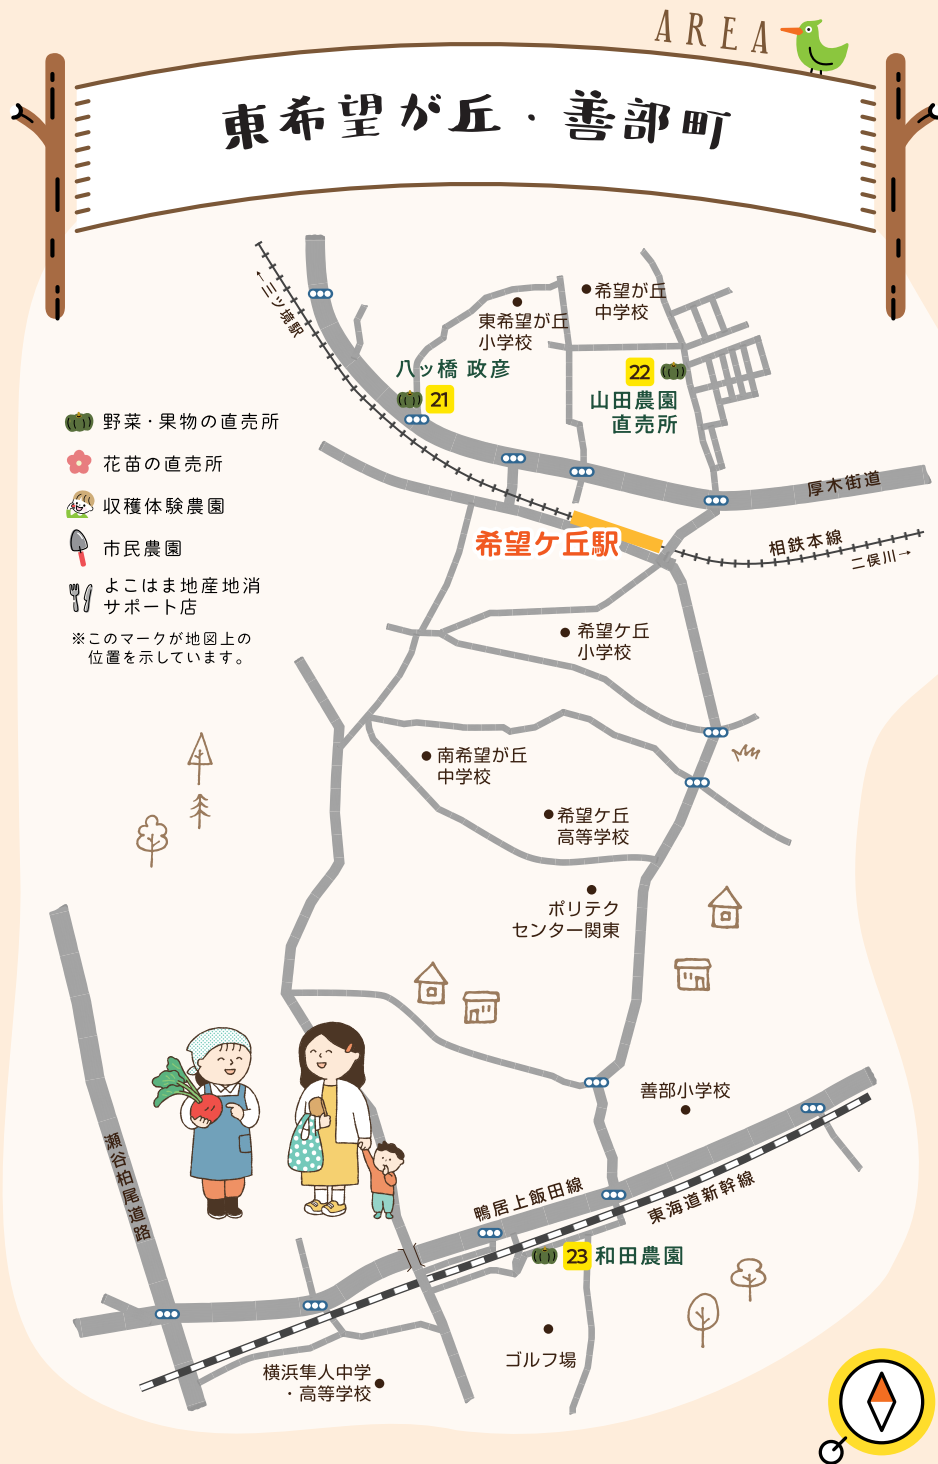 AREA
東希望が丘・善部町
←三ツ境駅
希望が丘
中学校
東希望が丘
小学校
八ッ橋 政彦
21
22
山田農園
直売所
野菜・果物の直売所
花苗の直売所
収穫体験農園
市民農園
よこはま地産地消
サポート店
※このマークが地図上の
位置を示しています。
厚木街道
希望ケ丘駅
相鉄本線
二俣川→
希望ケ丘
小学校
南希望が丘
中学校
希望ケ丘
高等学校
ポリテク
センター関東
善部小学校
瀬谷柏尾道路
鴨居上飯田線
東海道新幹線
23 和田農園
ゴルフ場
横浜隼人中学
・高等学校